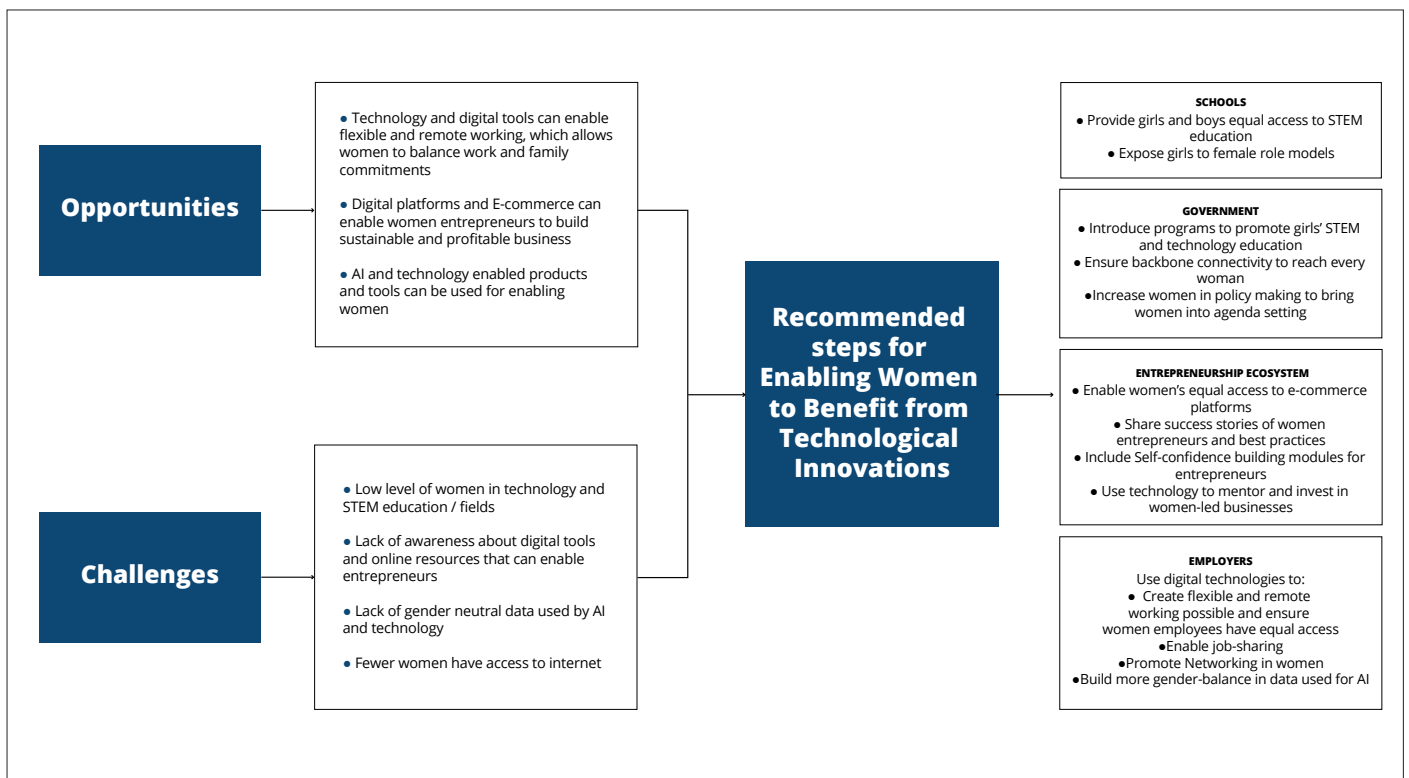 Opportunities
● Technology and digital tools can enable
flexible and remote working, which allows
women to balance work and family
commitments
● Digital platforms and E-commerce can
enable women entrepreneurs to build
sustainable and profitable business
● AI and technology enabled products
and tools can be used for enabling
women
Challenges
● Low level of women in technology and
STEM education / fields
● Lack of awareness about digital tools
and online resources that can enable
entrepreneurs
● Lack of gender neutral data used by AI
and technology
● Fewer women have access to internet
Recommended
steps for
Enabling Women
to Benefit from
Technological
Innovations
SCHOOLS
● Provide girls and boys equal access to STEM
education
● Expose girls to female role models
GOVERNMENT
● Introduce programs to promote girls’ STEM
and technology education
● Ensure backbone connectivity to reach every
woman
●Increase women in policy making to bring
women into agenda setting
ENTREPRENEURSHIP ECOSYSTEM
● Enable women’s equal access to e-commerce
platforms
● Share success stories of women
entrepreneurs and best practices
● Include Self-confidence building modules for
entrepreneurs
● Use technology to mentor and invest in
women-led businesses
EMPLOYERS
Use digital technologies to:
● Create flexible and remote
working possible and ensure
women employees have equal access
●Enable job-sharing
●Promote Networking in women
●Build more gender-balance in data used for AI